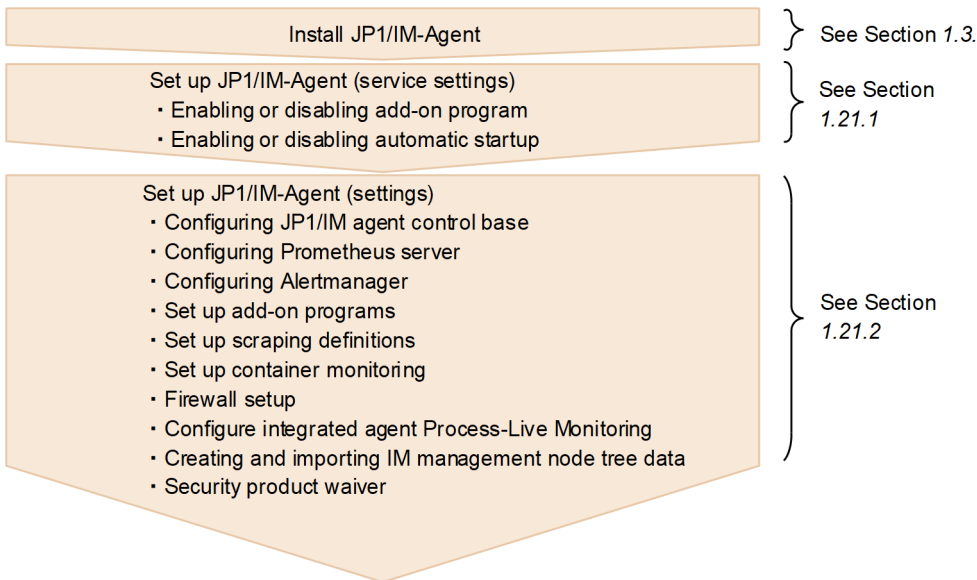 Install JP1/IM-Agent
See Section 1.3.
Set up JP1/IM-Agent (service settings)
・Enabling or disabling add-on program
・Enabling or disabling automatic startup
See Section
1.21.1
Set up JP1/IM-Agent (settings)
・Configuring JP1/IM agent control base
・Configuring Prometheus server
・Configuring Alertmanager
・Set up add-on programs
・Set up scraping definitions
・Set up container monitoring
・Firewall setup
・Configure integrated agent Process-Live Monitoring
・Creating and importing IM management node tree data
・Security product waiver
See Section
1.21.2